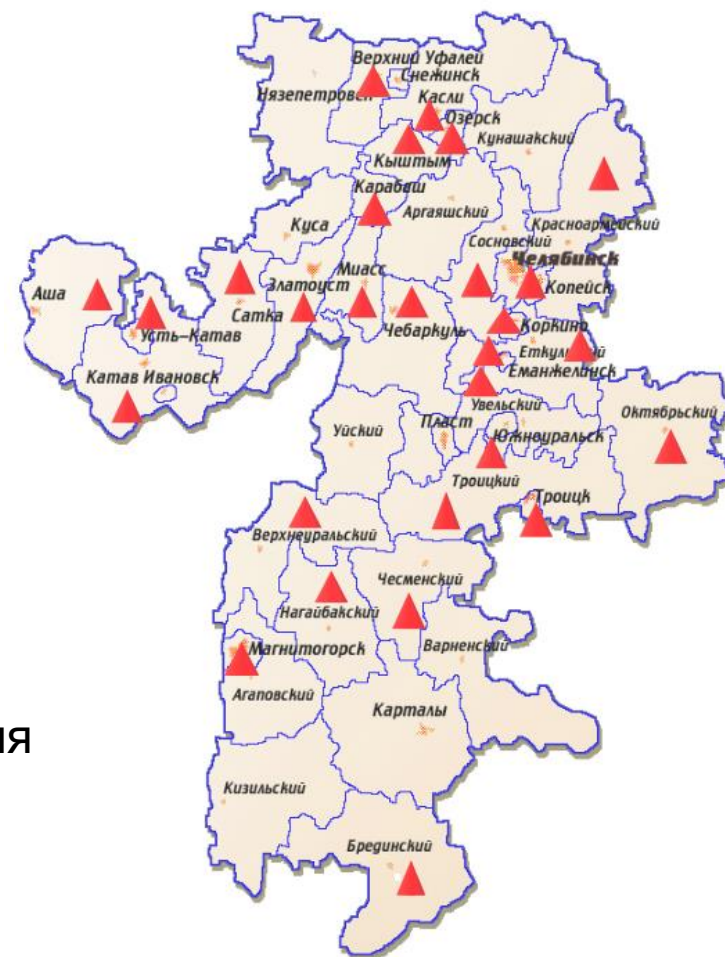 Верхний Уфалей
Снежинск
Нязепетровск
Касли
Озерск
Кунашакский
Кыштым
Карабаш
Аргаяшский
Куса
Красноармейский
Сосновский
Челябинск
Миасс
Златоуст
Аша
Копейск
Сатка
Чебаркуль
Коркино
Усть-Катав
Еткульский
Еманжелинск
Катав Ивановск
Увельский
Октябрьский
Пласт
Уйский
Южноуральск
Троицкий
Троицк
Верхнеуральский
Чесменский
Нагайбакский
Варненский
Магнитогорск
Агаповский
Карталы
ия
Кизильский
Брединский